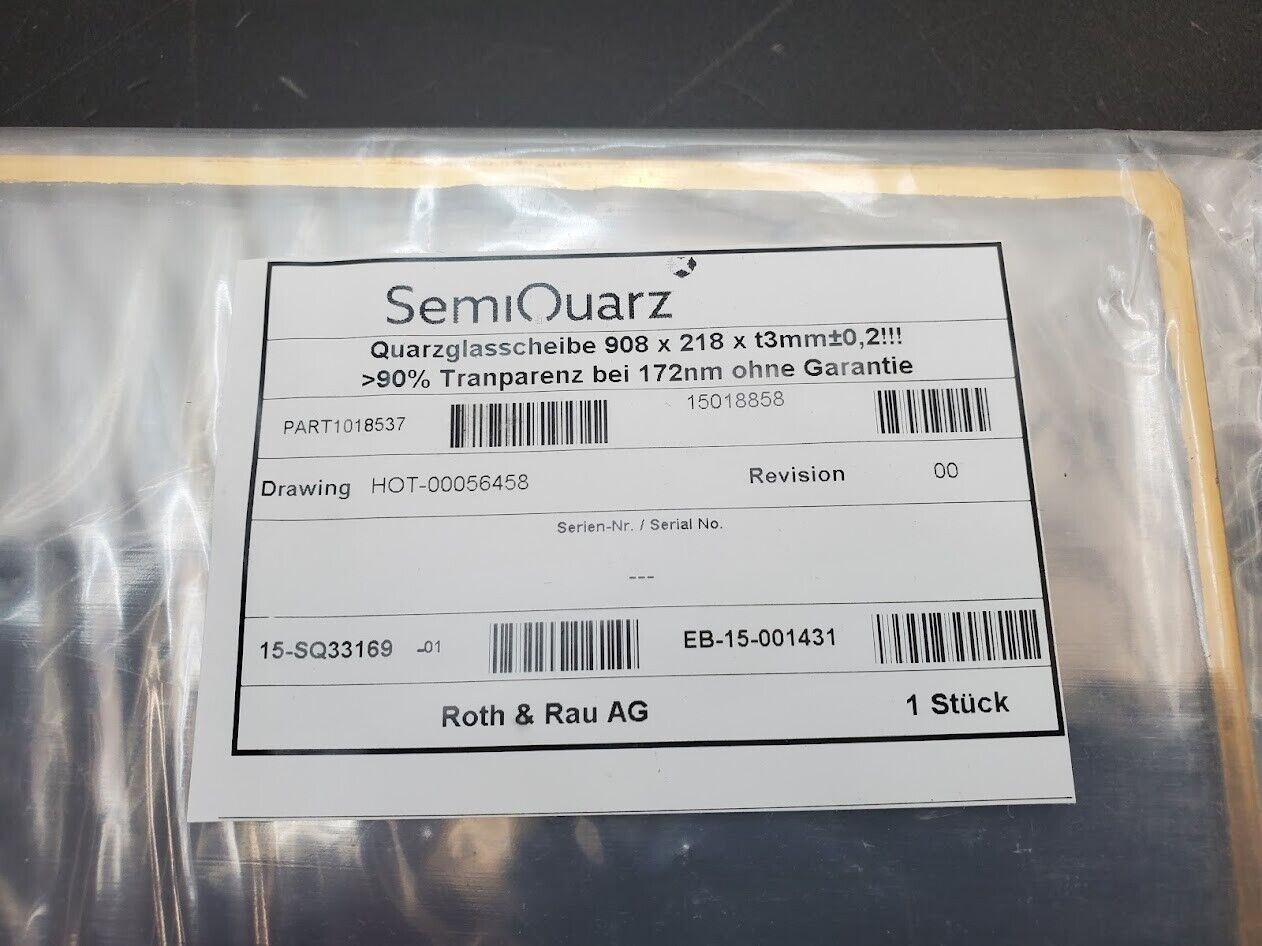 SemiQuarz
Quarzglasscheibe 908 x 218 x t3mm±0,2!!!
>90% Tranparenz bei 172nm ohne Garantie
PART1018537 15018858
Drawing HOT-00056458 Revision 00
Serien-Nr. / Serial No.
---
15-SQ33169 -01 EB-15-001431
Roth & Rau AG 1 Stück